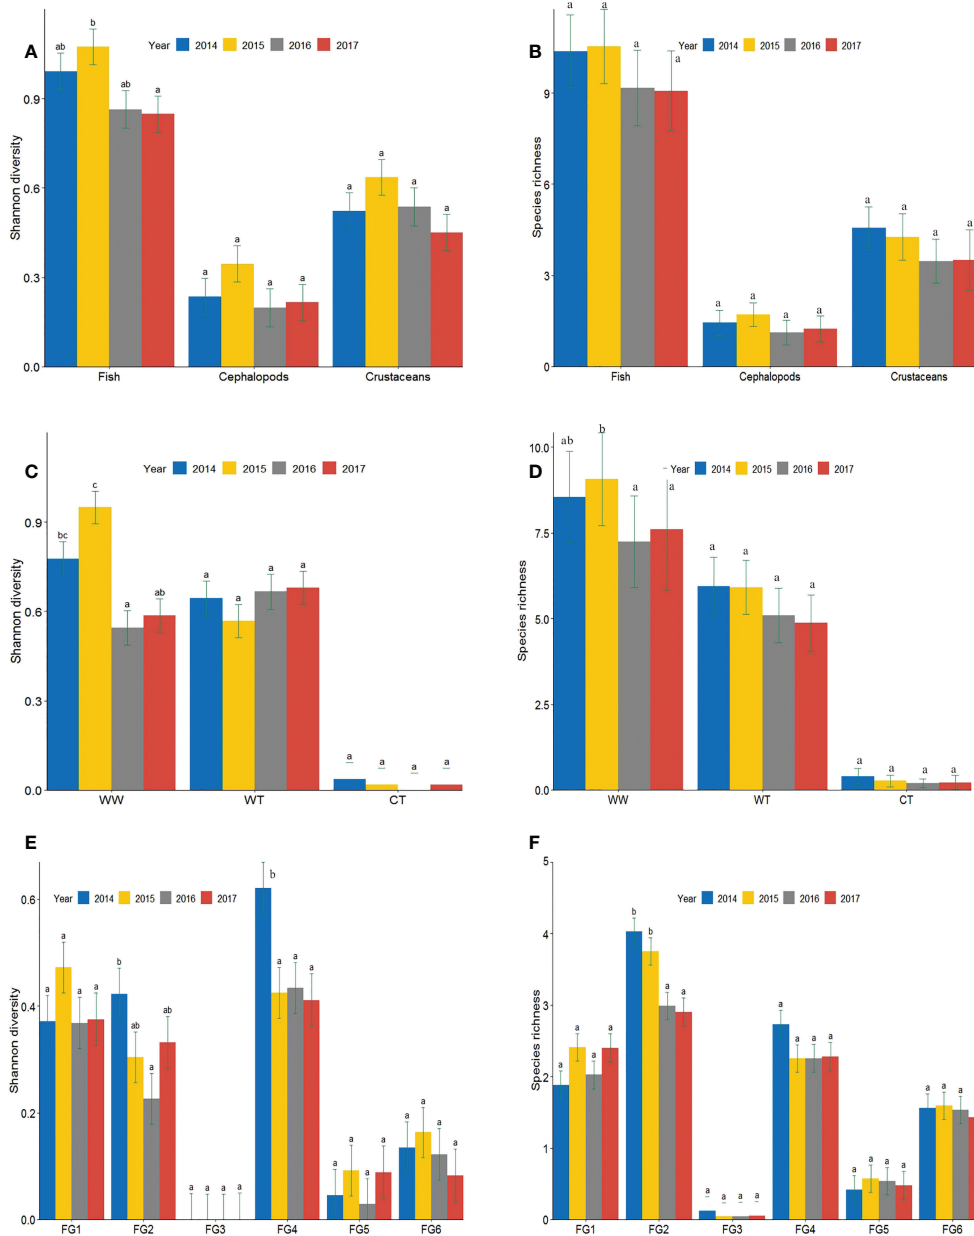 A
Year 2014 2015 2016 2017
Shannon diversity
0.9
0.6
0.3
0.0
ab b ab a
a a a a
a a a a
Fish Cephalopods Crustaceans
B
Year 2014 2015 2016 2017
Species richness
9
6
3
0
a a a a
a a a a
a a a a
Fish Cephalopods Crustaceans
C
Year 2014 2015 2016 2017
Shannon diversity
0.9
0.6
0.3
0.0
bc c a ab
a a a a
a a a a
WW WT CT
D
Year 2014 2015 2016 2017
Species richness
10.0
7.5
5.0
2.5
0.0
ab b a a
a a a a
a a a a
WW WT CT
E
Year 2014 2015 2016 2017
Shannon diversity
0.6
0.4
0.2
0.0
a a a a
b ab a ab
a a a a
b a a a
a a a a
a a a a
FG1 FG2 FG3 FG4 FG5 FG6
F
Year 2014 2015 2016 2017
Species richness
5
4
3
2
1
0
a a a a
b b a a
a a a a
a a a a
a a a a
a a a a
FG1 FG2 FG3 FG4 FG5 FG6